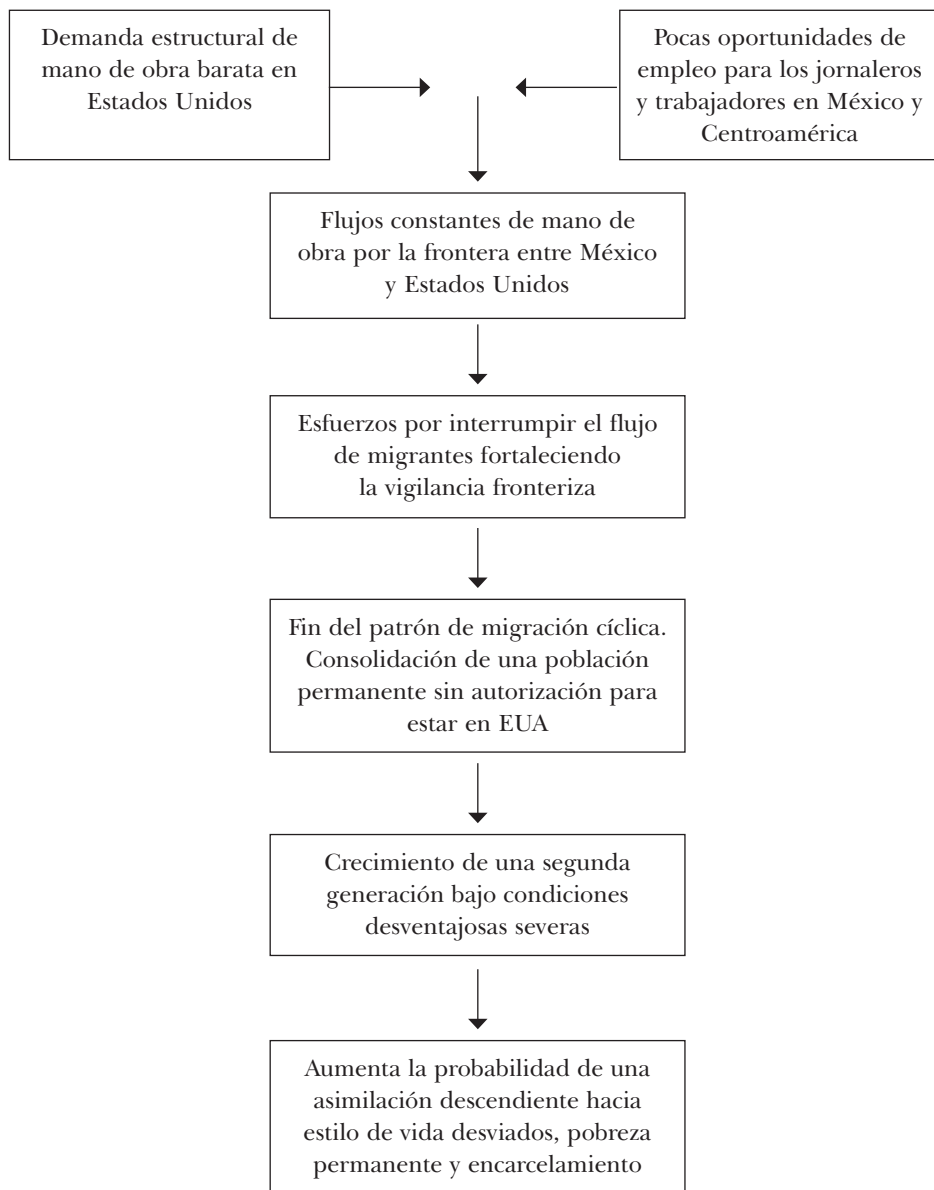 Demanda estructural de
mano de obra barata en
Estados Unidos
Pocas oportunidades de
empleo para los jornaleros
y trabajadores en México y
Centroamérica
Flujos constantes de mano de
obra por la frontera entre México
y Estados Unidos
Esfuerzos por interrumpir el flujo
de migrantes fortaleciendo
la vigilancia fronteriza
Fin del patrón de migración cíclica.
Consolidación de una población
permanente sin autorización para
estar en EUA
Crecimiento de una segunda
generación bajo condiciones
desventajosas severas
Aumenta la probabilidad de una
asimilación descendiente hacia
estilo de vida desviados, pobreza
permanente y encarcelamiento